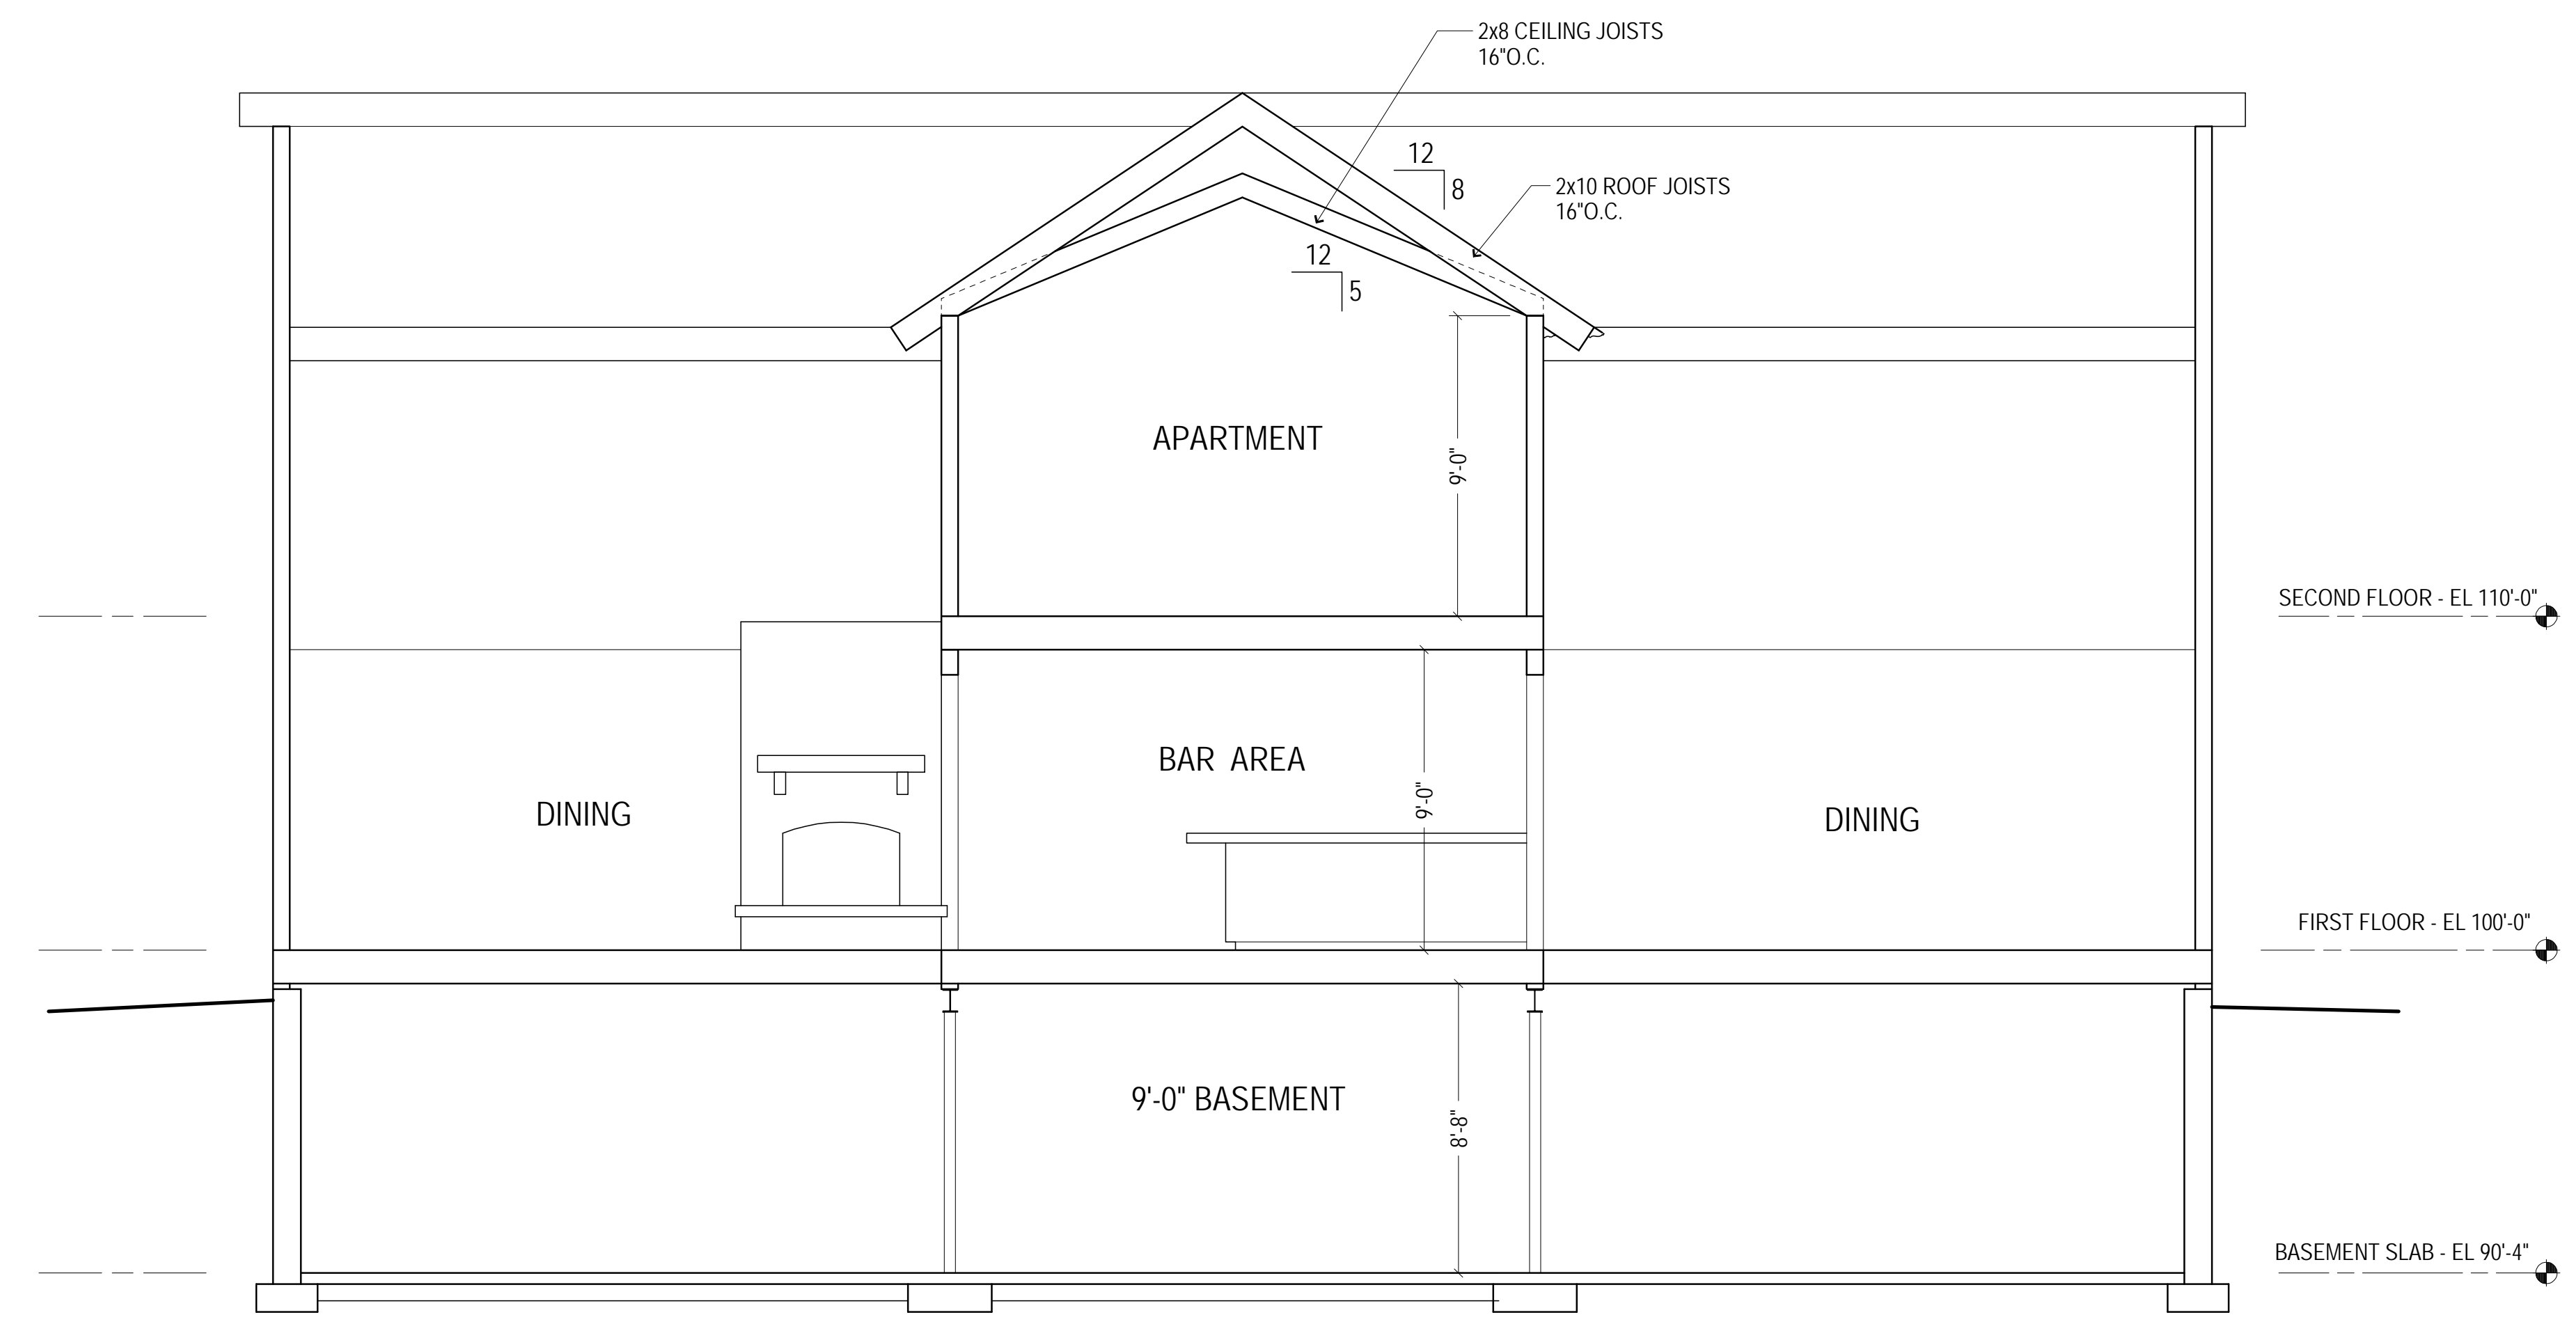 2x8 CEILING JOISTS
16"O.C.
12
8
2x10 ROOF JOISTS
16"O.C.
12
5
APARTMENT
9'-0"
SECOND FLOOR - EL 110'-0"
BAR AREA
9'-0"
DINING
DINING
FIRST FLOOR - EL 100'-0"
9'-0" BASEMENT
8'-8"
BASEMENT SLAB - EL 90'-4"